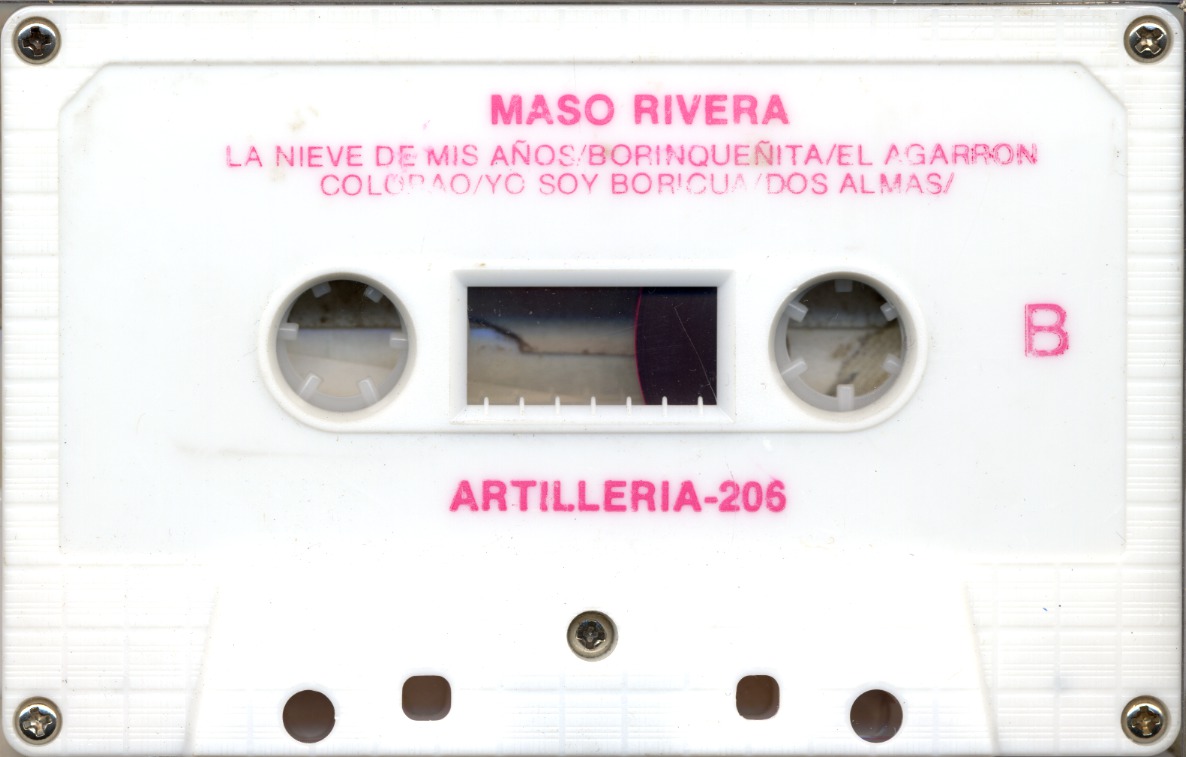 MASO RIVERA
LA NIEVE DE MIS AÑOS/BORINQUEÑITA/EL AGARRON
COLORAO/YO SOY BORICUA/DOS ALMAS/
B
ARTILLERIA-206